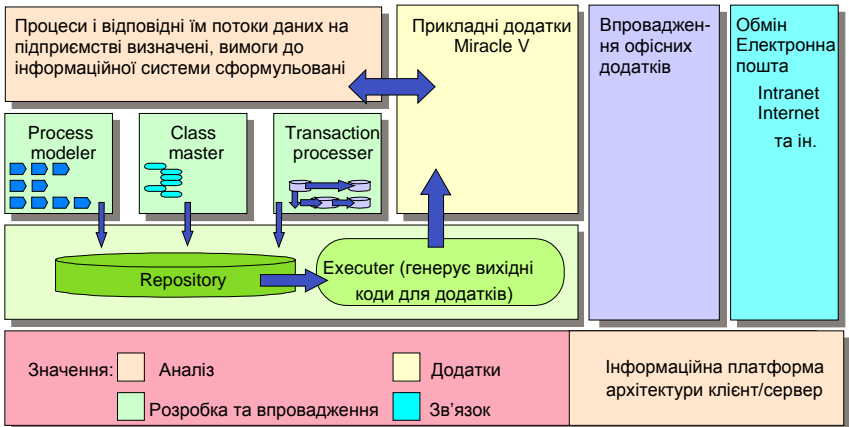 Процеси і відповідні їм потоки даних на
підприємстві визначені, вимоги до
інформаційної системи сформульовані
Прикладні додатки
Miracle V
Впроваджен-
ня офісних
додатків
Обмін
Електронна
пошта
Intranet
Internet
та ін.
Process
modeler
Class
master
Transaction
processer
Repository
Executer (генерує вихідні
коди для додатків)
Значення:
Аналіз
Додатки
Розробка та впровадження
Зв’язок
Інформаційна платформа
архітектури клієнт/сервер